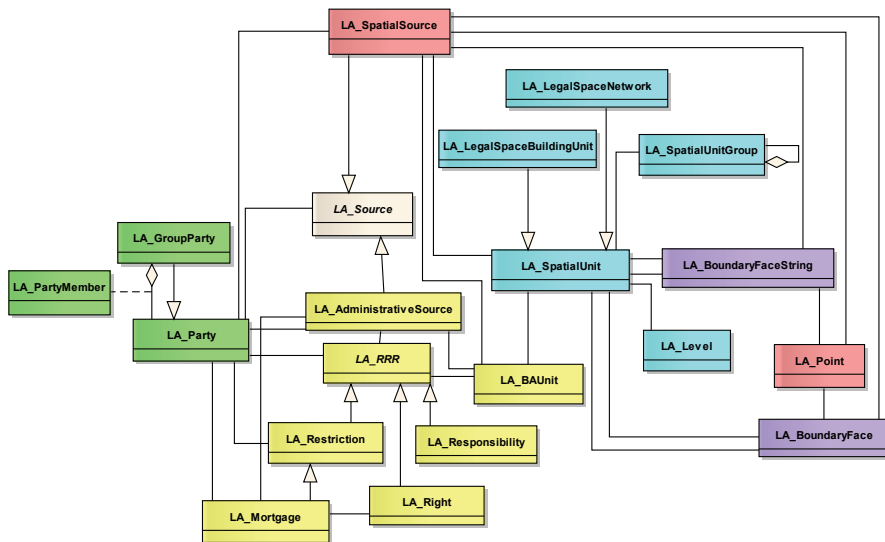 LA_SpatialSource
LA_LegalSpaceNetwork
LA_LegalSpaceBuildingUnit
LA_SpatialUnitGroup
LA_Source
LA_GroupParty
LA_SpatialUnit
LA_BoundaryFaceString
LA_PartyMember
LA_AdministrativeSource
LA_Party
LA_Level
LA_RRR
LA_Point
LA_BAUnit
LA_Restriction
LA_Responsibility
LA_BoundaryFace
LA_Right
LA_Mortgage